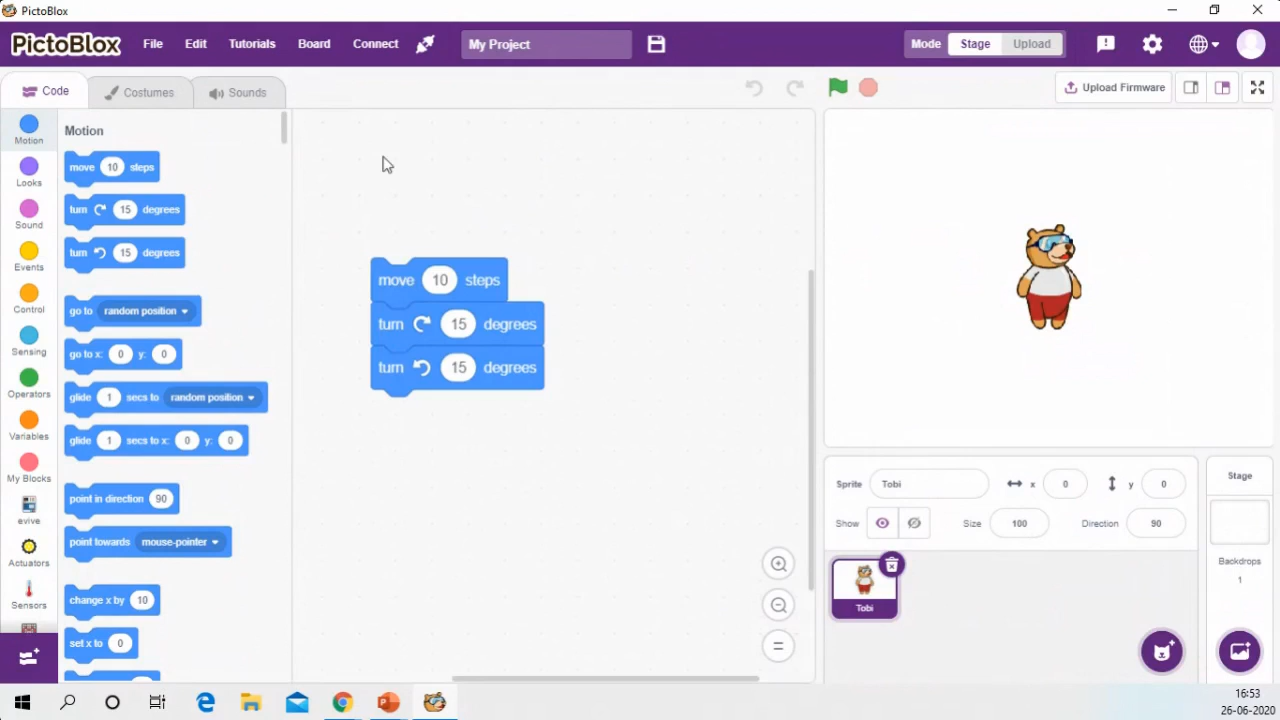 PictoBlox
PictoBlox File Edit Tutorials Board Connect My Project Mode Stage Upload
Code Costumes Sounds Upload Firmware
Motion
Looks
Sound
Events
Control
Sensing
Operators
Variables
My Blocks
evive
Actuators
Sensors
Motion
move 10 steps
turn 15 degrees
turn 15 degrees
go to random position
go to x: 0 y: 0
glide 1 secs to random position
glide 1 secs to x: 0 y: 0
point in direction 90
point towards mouse-pointer
change x by 10
set x to 0
move 10 steps
turn 15 degrees
turn 15 degrees
Sprite Tobi x 0 y 0
Show Size 100 Direction 90
Tobi
Stage
Backdrops
1
16:53
26-06-2020